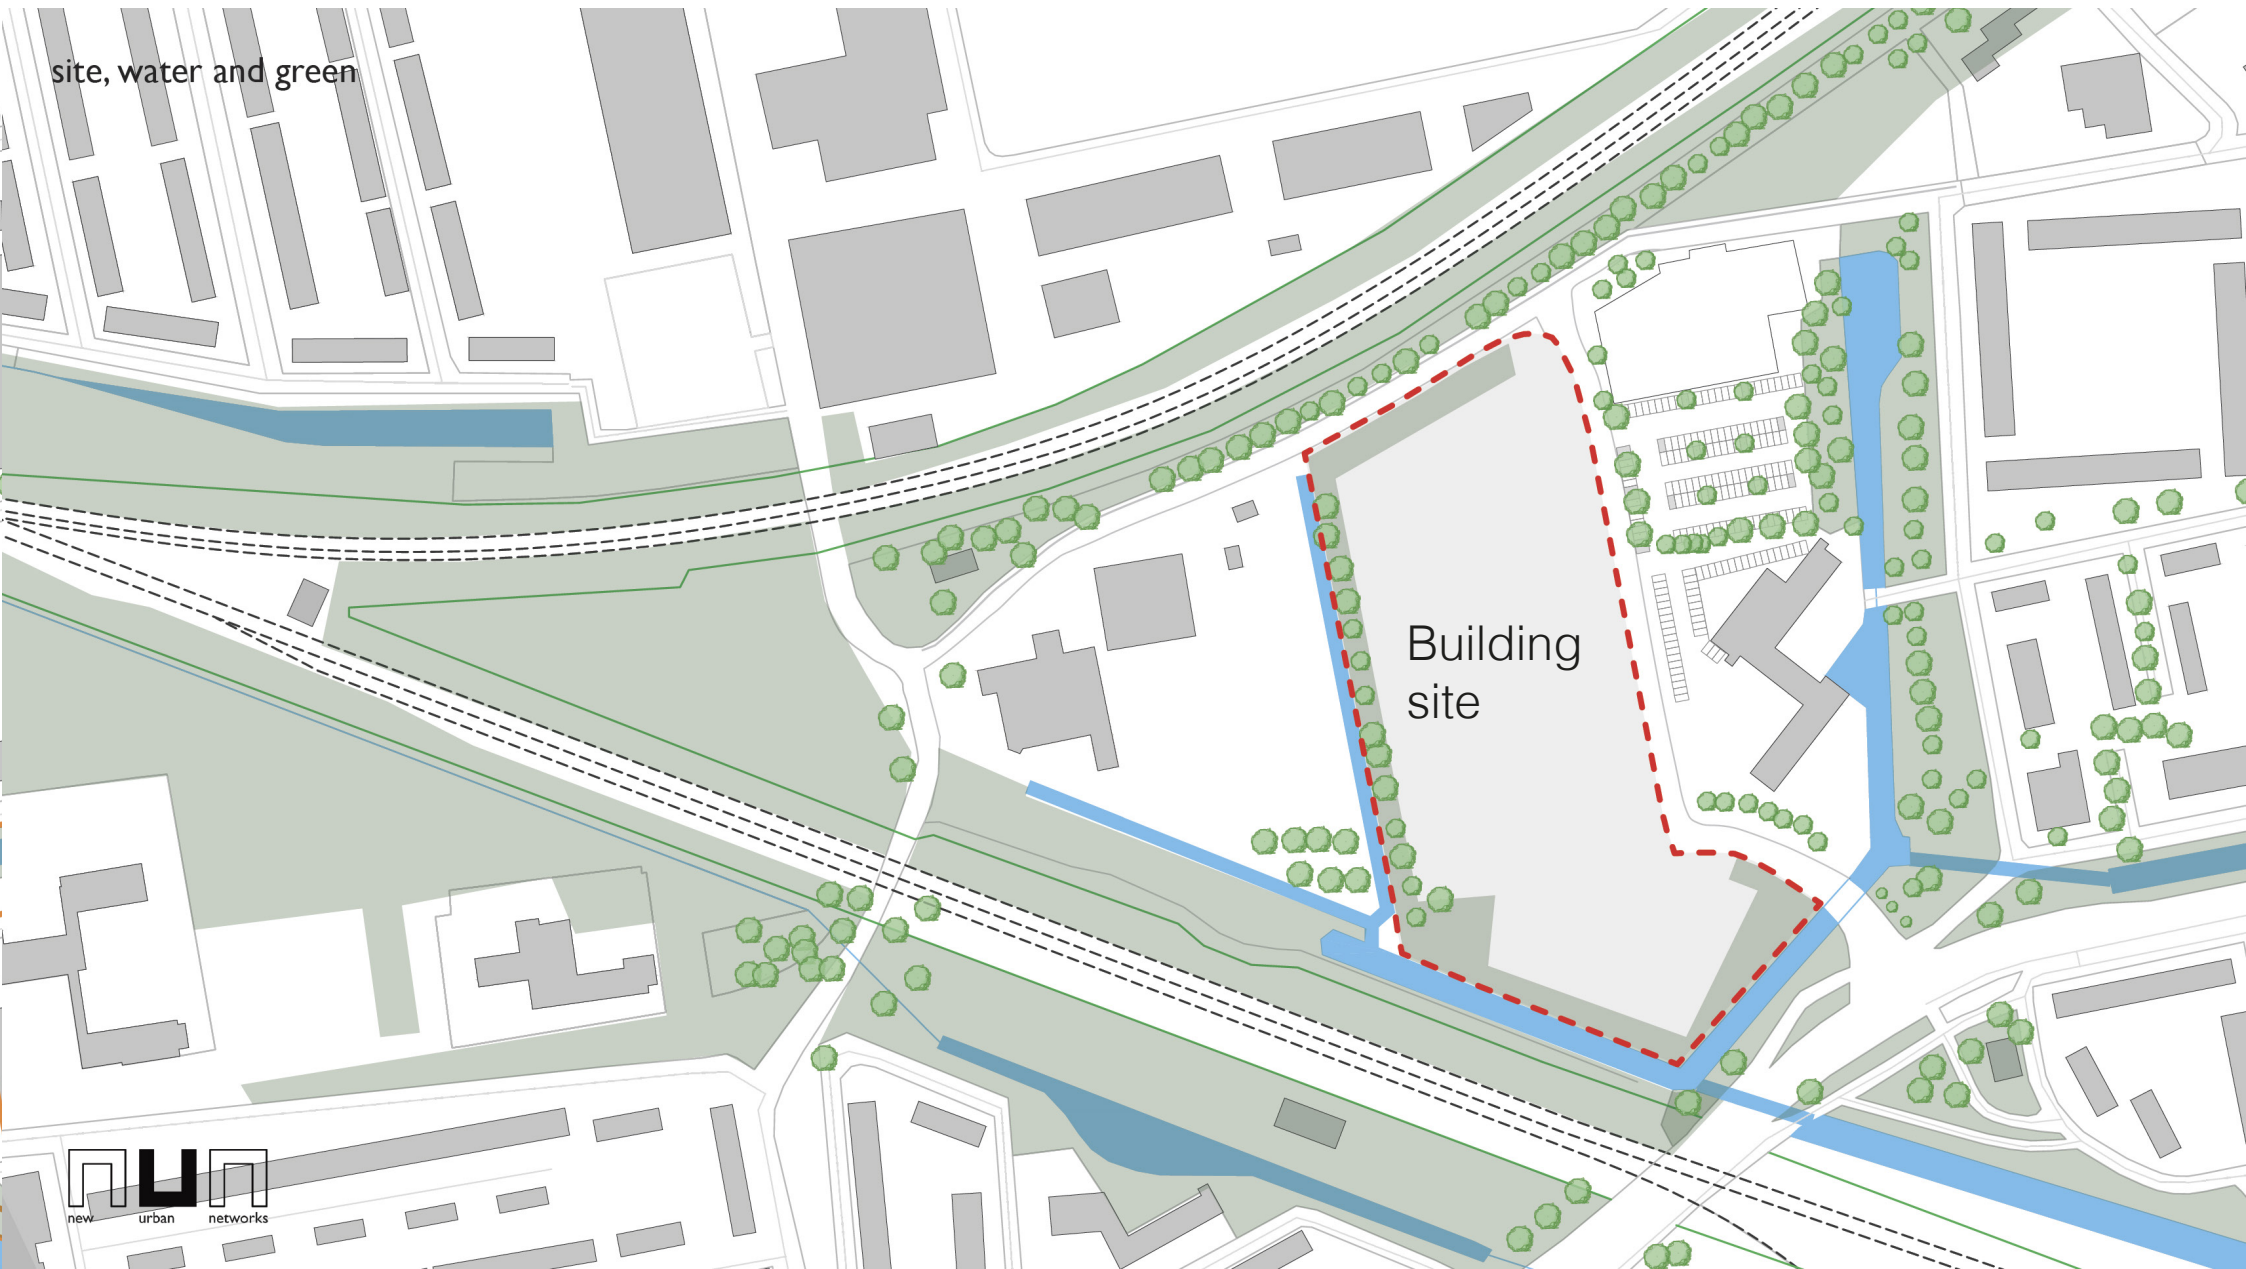 site, water and green
Building
site
new urban networks